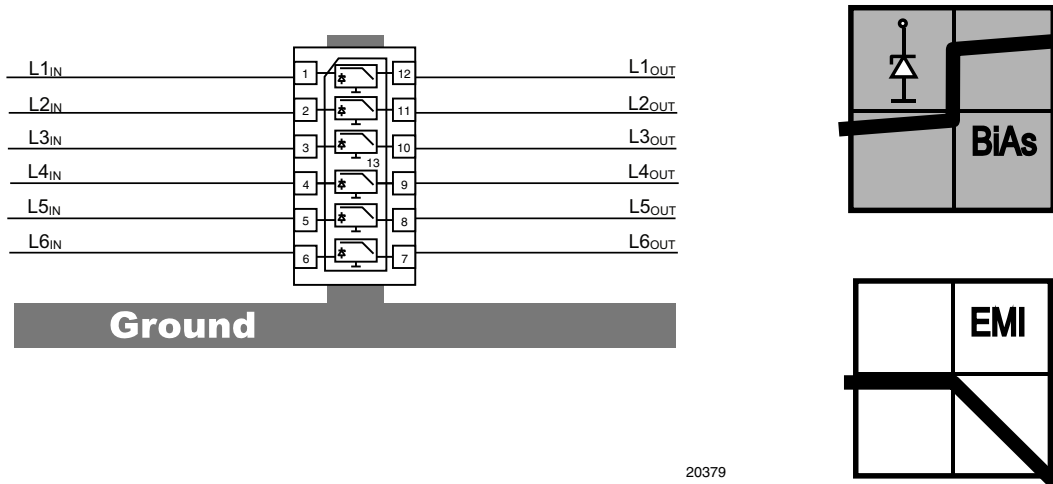 L1IN 1 12 L1OUT
L2IN 2 11 L2OUT
L3IN 3 10 L3OUT
13
L4IN 4 9 L4OUT
L5IN 5 8 L5OUT
L6IN 6 7 L6OUT
Ground
20379
BiAs
EMI